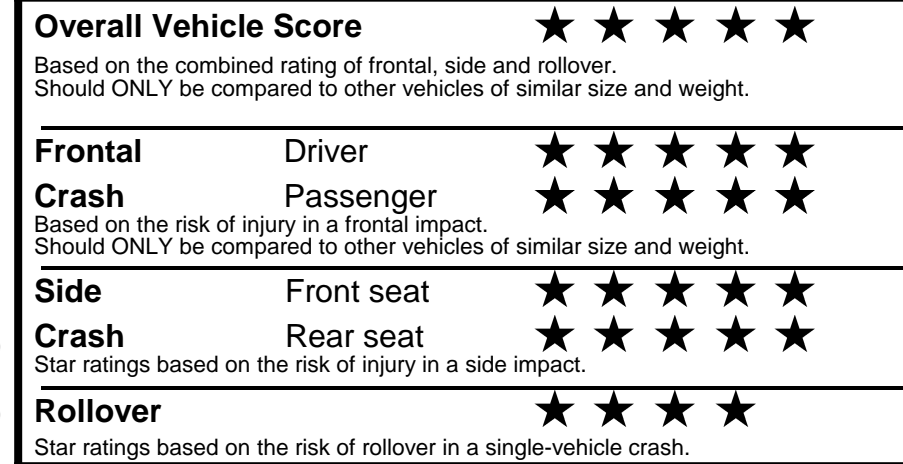 Overall Vehicle Score ★ ★ ★ ★ ★
Based on the combined rating of frontal, side and rollover.
Should ONLY be compared to other vehicles of similar size and weight.
Frontal Driver ★ ★ ★ ★ ★
Crash Passenger ★ ★ ★ ★ ★
Based on the risk of injury in a frontal impact.
Should ONLY be compared to other vehicles of similar size and weight.
Side Front seat ★ ★ ★ ★ ★
Crash Rear seat ★ ★ ★ ★ ★
Star ratings based on the risk of injury in a side impact.
Rollover ★ ★ ★ ★
Star ratings based on the risk of rollover in a single-vehicle crash.